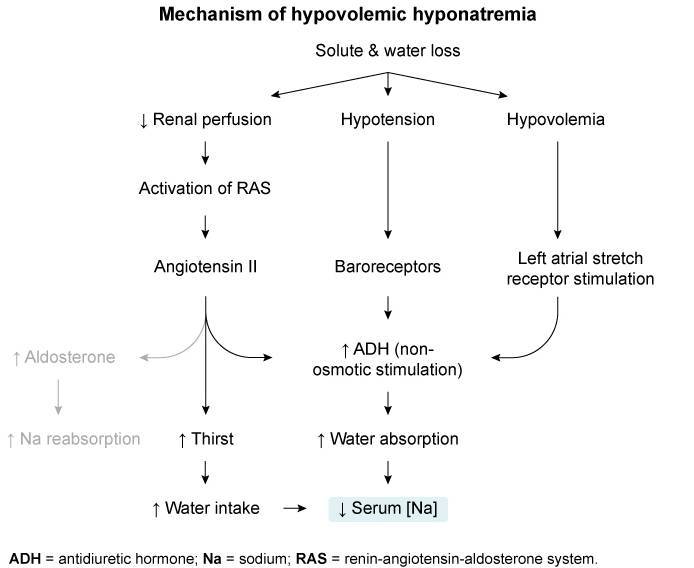 Mechanism of hypovolemic hyponatremia
Solute & water loss
↓ Renal perfusion
Hypotension
Hypovolemia
Activation of RAS
Angiotensin II
Baroreceptors
Left atrial stretch
receptor stimulation
↑ Aldosterone
↑ ADH (non-
osmotic stimulation)
↑ Na reabsorption
↑ Thirst
↑ Water absorption
↑ Water intake
↓ Serum [Na]
ADH = antidiuretic hormone; Na = sodium; RAS = renin-angiotensin-aldosterone system.